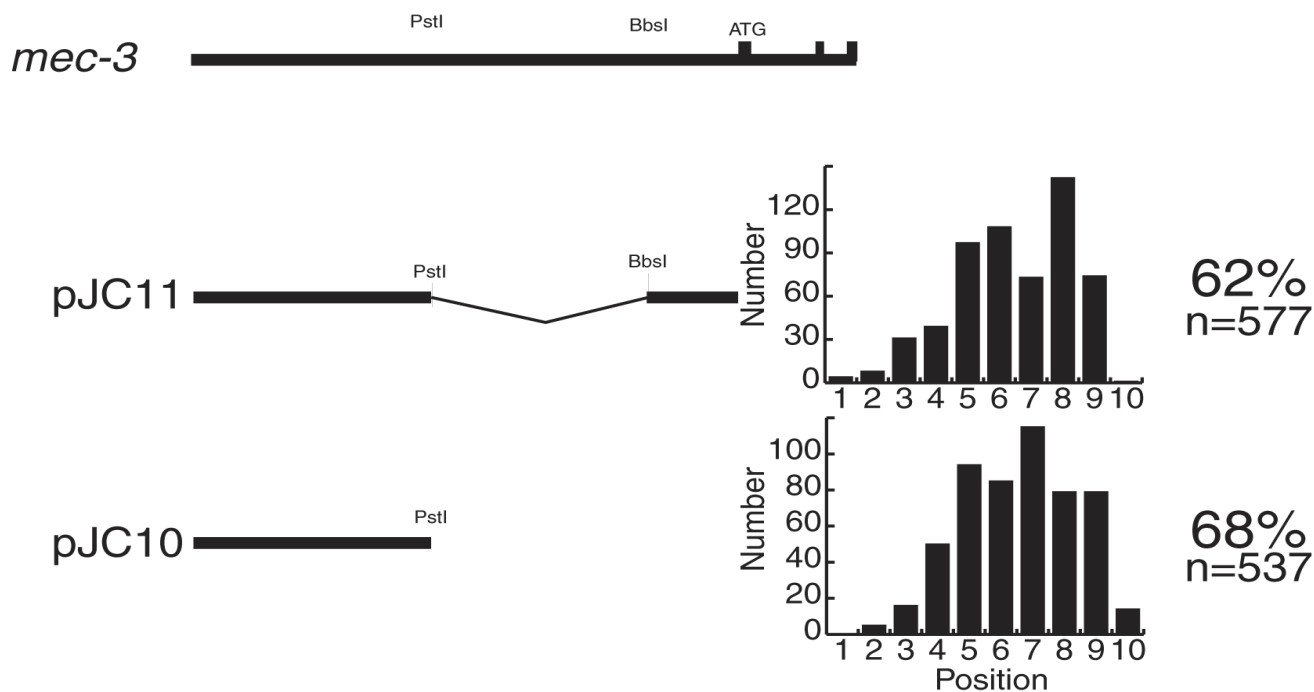 PstI
BbsI
ATG
mec-3
pJC11
PstI
BbsI
Number
120
90
60
30
0
1 2 3 4 5 6 7 8 9 10
62%
n=577
pJC10
PstI
Number
100
80
60
40
20
0
1 2 3 4 5 6 7 8 9 10
Position
68%
n=537